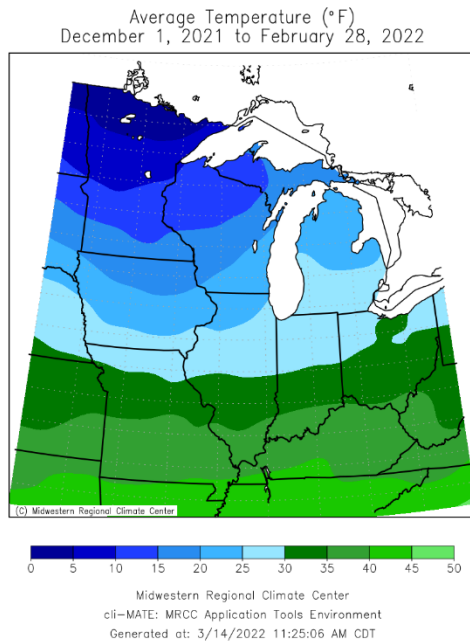 Average Temperature (°F)
December 1, 2021 to February 28, 2022
(C) Midwestern Regional Climate Center
0 5 10 15 20 25 30 35 40 45 50
Midwestern Regional Climate Center
cli-MATE: MRCC Application Tools Environment
Generated at: 3/14/2022 11:25:06 AM CDT